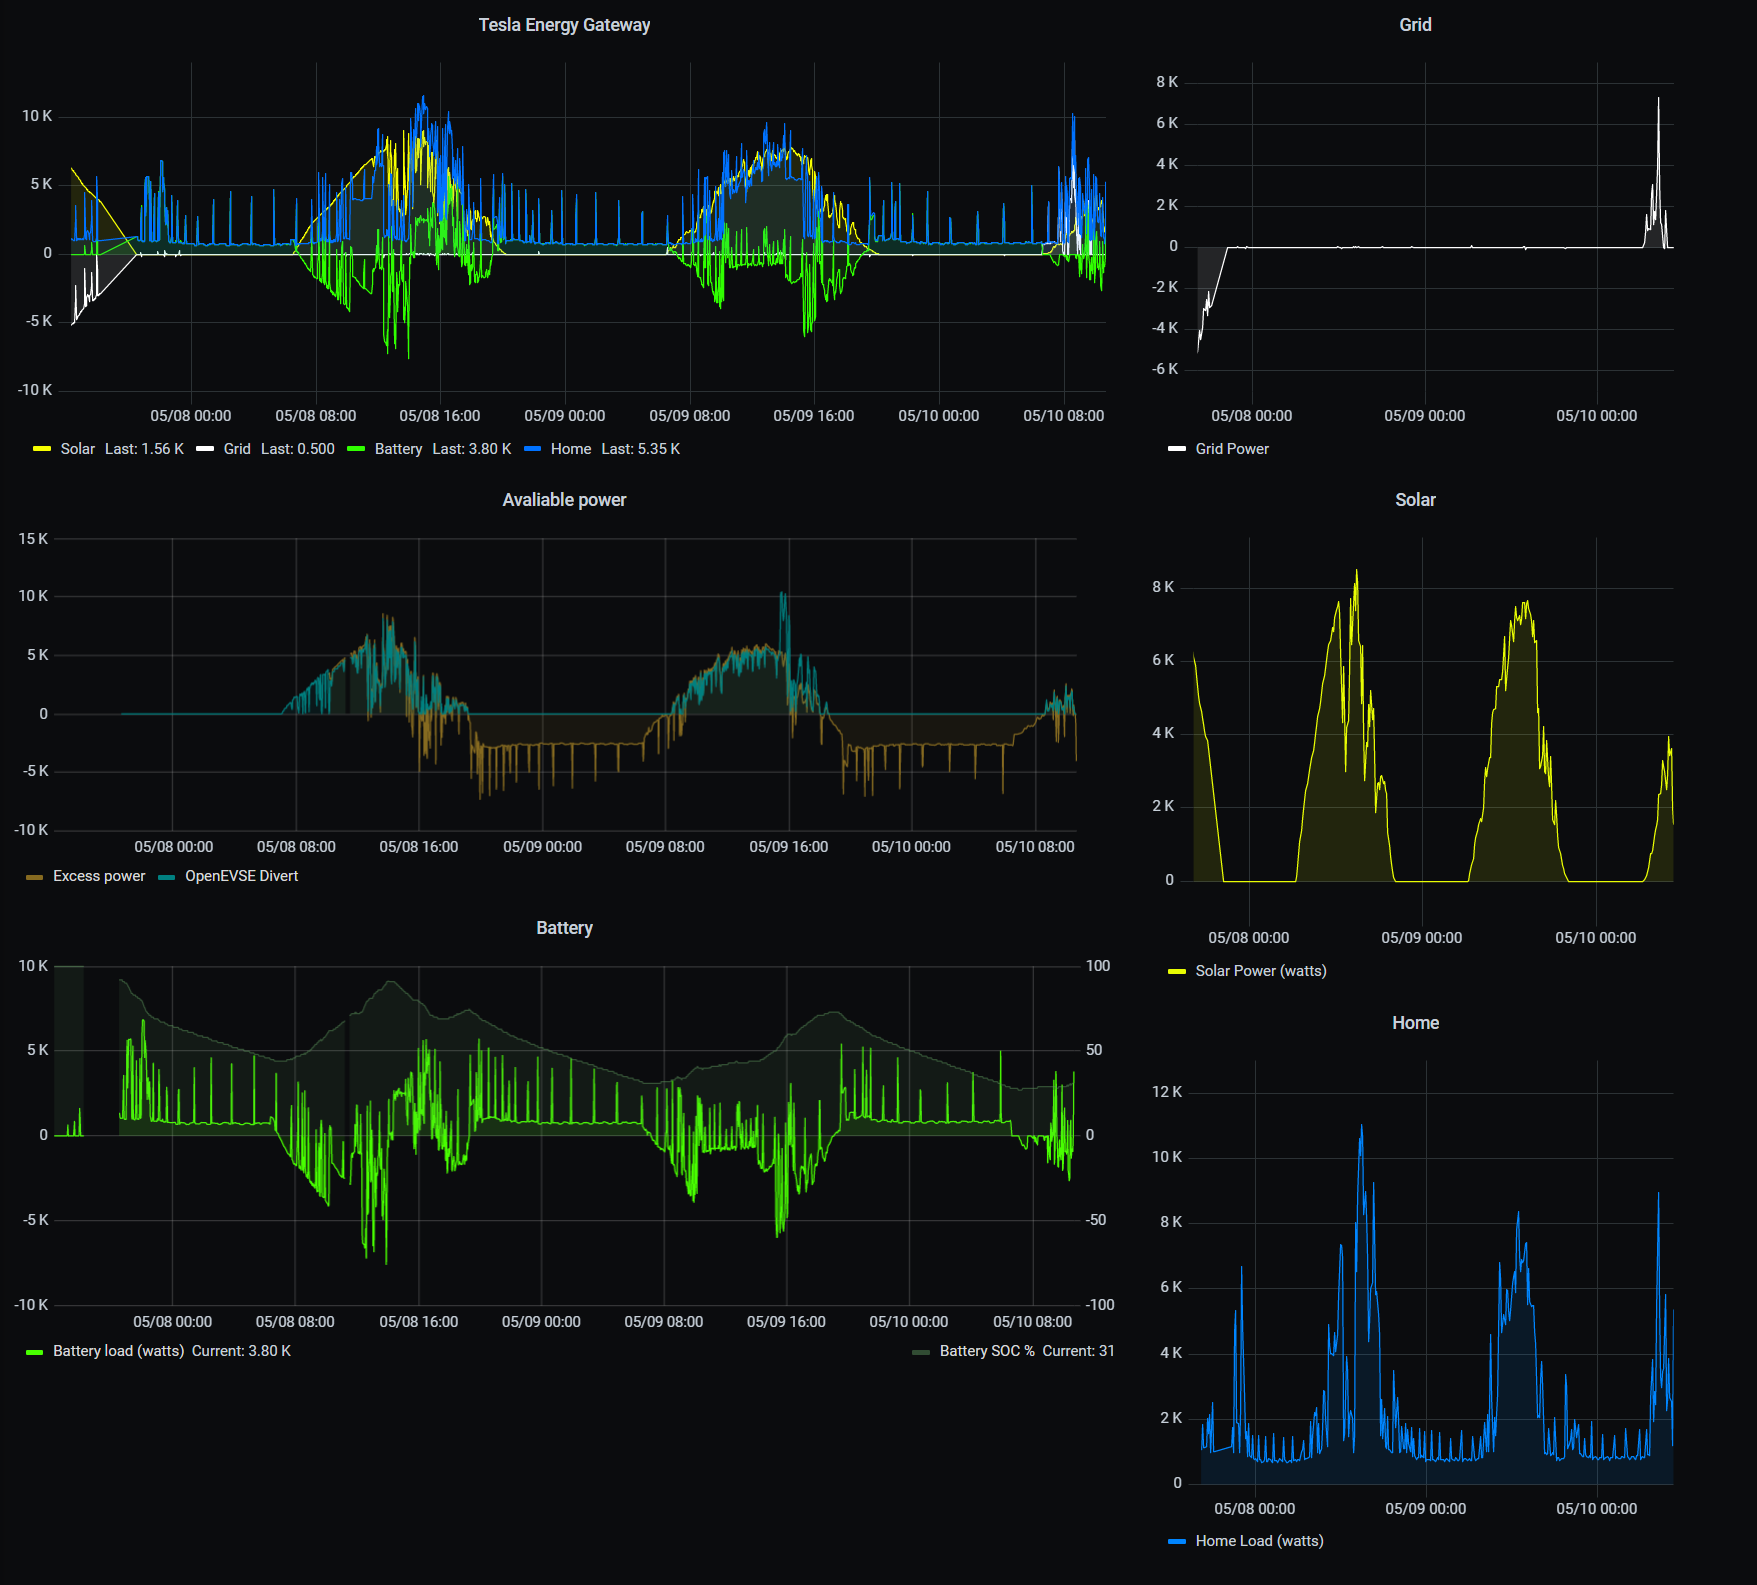 Tesla Energy Gateway
10 K
5 K
0
-5 K
-10 K
05/08 00:00 05/08 08:00 05/08 16:00 05/09 00:00 05/09 08:00 05/09 16:00 05/10 00:00 05/10 08:00
Solar Last: 1.56 K Grid Last: 0.500 Battery Last: 3.80 K Home Last: 5.35 K
Grid
8 K
6 K
4 K
2 K
0
-2 K
-4 K
-6 K
05/08 00:00 05/09 00:00 05/10 00:00
Grid Power
Avaliable power
15 K
10 K
5 K
0
-5 K
-10 K
05/08 00:00 05/08 08:00 05/08 16:00 05/09 00:00 05/09 08:00 05/09 16:00 05/10 00:00 05/10 08:00
Excess power OpenEVSE Divert
Solar
8 K
6 K
4 K
2 K
0
05/08 00:00 05/09 00:00 05/10 00:00
Solar Power (watts)
Battery
10 K
5 K
0
-5 K
-10 K
100
50
0
-50
-100
05/08 00:00 05/08 08:00 05/08 16:00 05/09 00:00 05/09 08:00 05/09 16:00 05/10 00:00 05/10 08:00
Battery load (watts) Current: 3.80 K Battery SOC % Current: 31
Home
12 K
10 K
8 K
6 K
4 K
2 K
0
05/08 00:00 05/09 00:00 05/10 00:00
Home Load (watts)